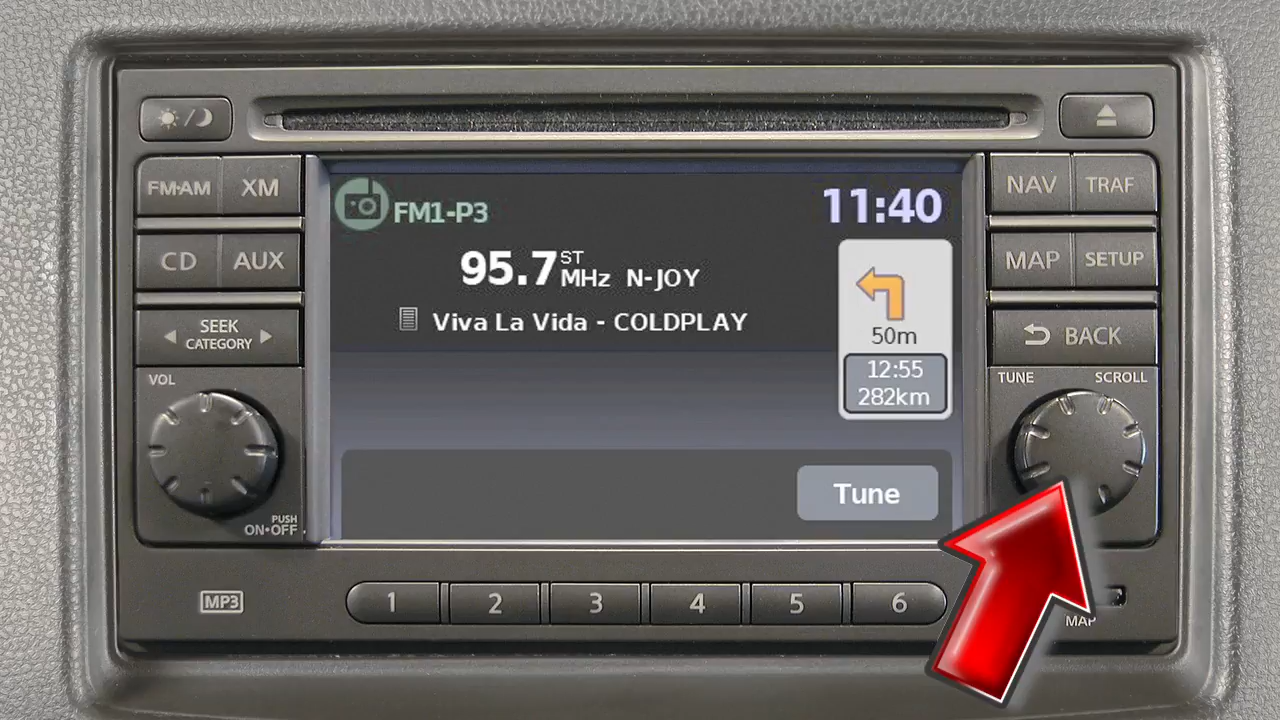 FM·AM
XM
NAV
TRAF
FM1-P3
11:40
CD
AUX
95.7 ST MHz N-JOY
MAP
SETUP
Viva La Vida - COLDPLAY
SEEK
CATEGORY
50m
BACK
12:55
282km
VOL
TUNE
SCROLL
Tune
PUSH
ON•OFF
MP3
1
2
3
4
5
6
MAP